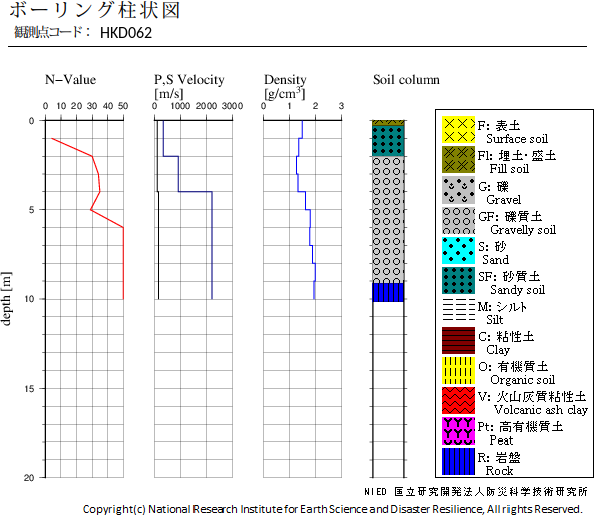 ボーリング柱状図
観測点コード： HKD062
N−Value
P,S Velocity
[m/s]
Density
[g/cm3]
Soil column
0 10 20 30 40 50
0 1000 2000 3000
0 1 2 3
0
5
10
15
20
depth [m]
F: 表土
Surface soil
Fl: 埋土・盛土
Fill soil
G: 礫
Gravel
GF: 礫質土
Gravelly soil
S: 砂
Sand
SF: 砂質土
Sandy soil
M: シルト
Silt
C: 粘性土
Clay
O: 有機質土
Organic soil
V: 火山灰質粘性土
Volcanic ash clay
Pt: 高有機質土
Peat
R: 岩盤
Rock
NIED 国立研究開発法人防災科学技術研究所
Copyright(c) National Research Institute for Earth Science and Disaster Resilience, All rights Reserved.